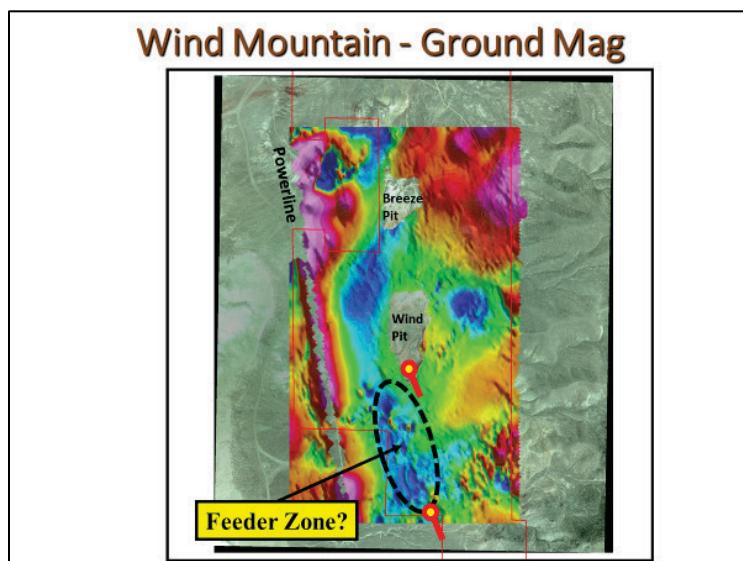 Wind Mountain - Ground Mag
Powerline
Breeze
Pit
Wind
Pit
Feeder Zone?